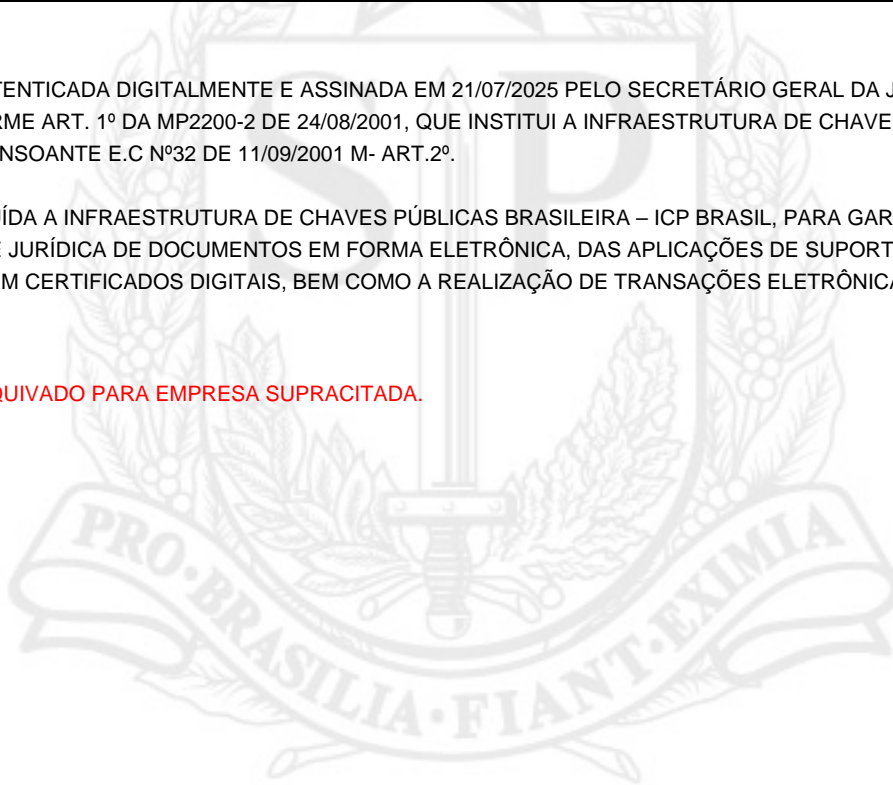 TENTICADA DIGITALMENTE E ASSINADA EM 21/07/2025 PELO SECRETÁRIO GERAL DA J
RME ART. 1º DA MP2200-2 DE 24/08/2001, QUE INSTITUI A INFRAESTRUTURA DE CHAVE
NSOANTE E.C Nº32 DE 11/09/2001 M- ART.2º.
ÍDA A INFRAESTRUTURA DE CHAVES PÚBLICAS BRASILEIRA – ICP BRASIL, PARA GAR
E JURÍDICA DE DOCUMENTOS EM FORMA ELETRÔNICA, DAS APLICAÇÕES DE SUPORT
M CERTIFICADOS DIGITAIS, BEM COMO A REALIZAÇÃO DE TRANSAÇÕES ELETRÔNICA
QUIVADO PARA EMPRESA SUPRACITADA.
SP
PRO·BRASILIA·FIANT·EXIMIA